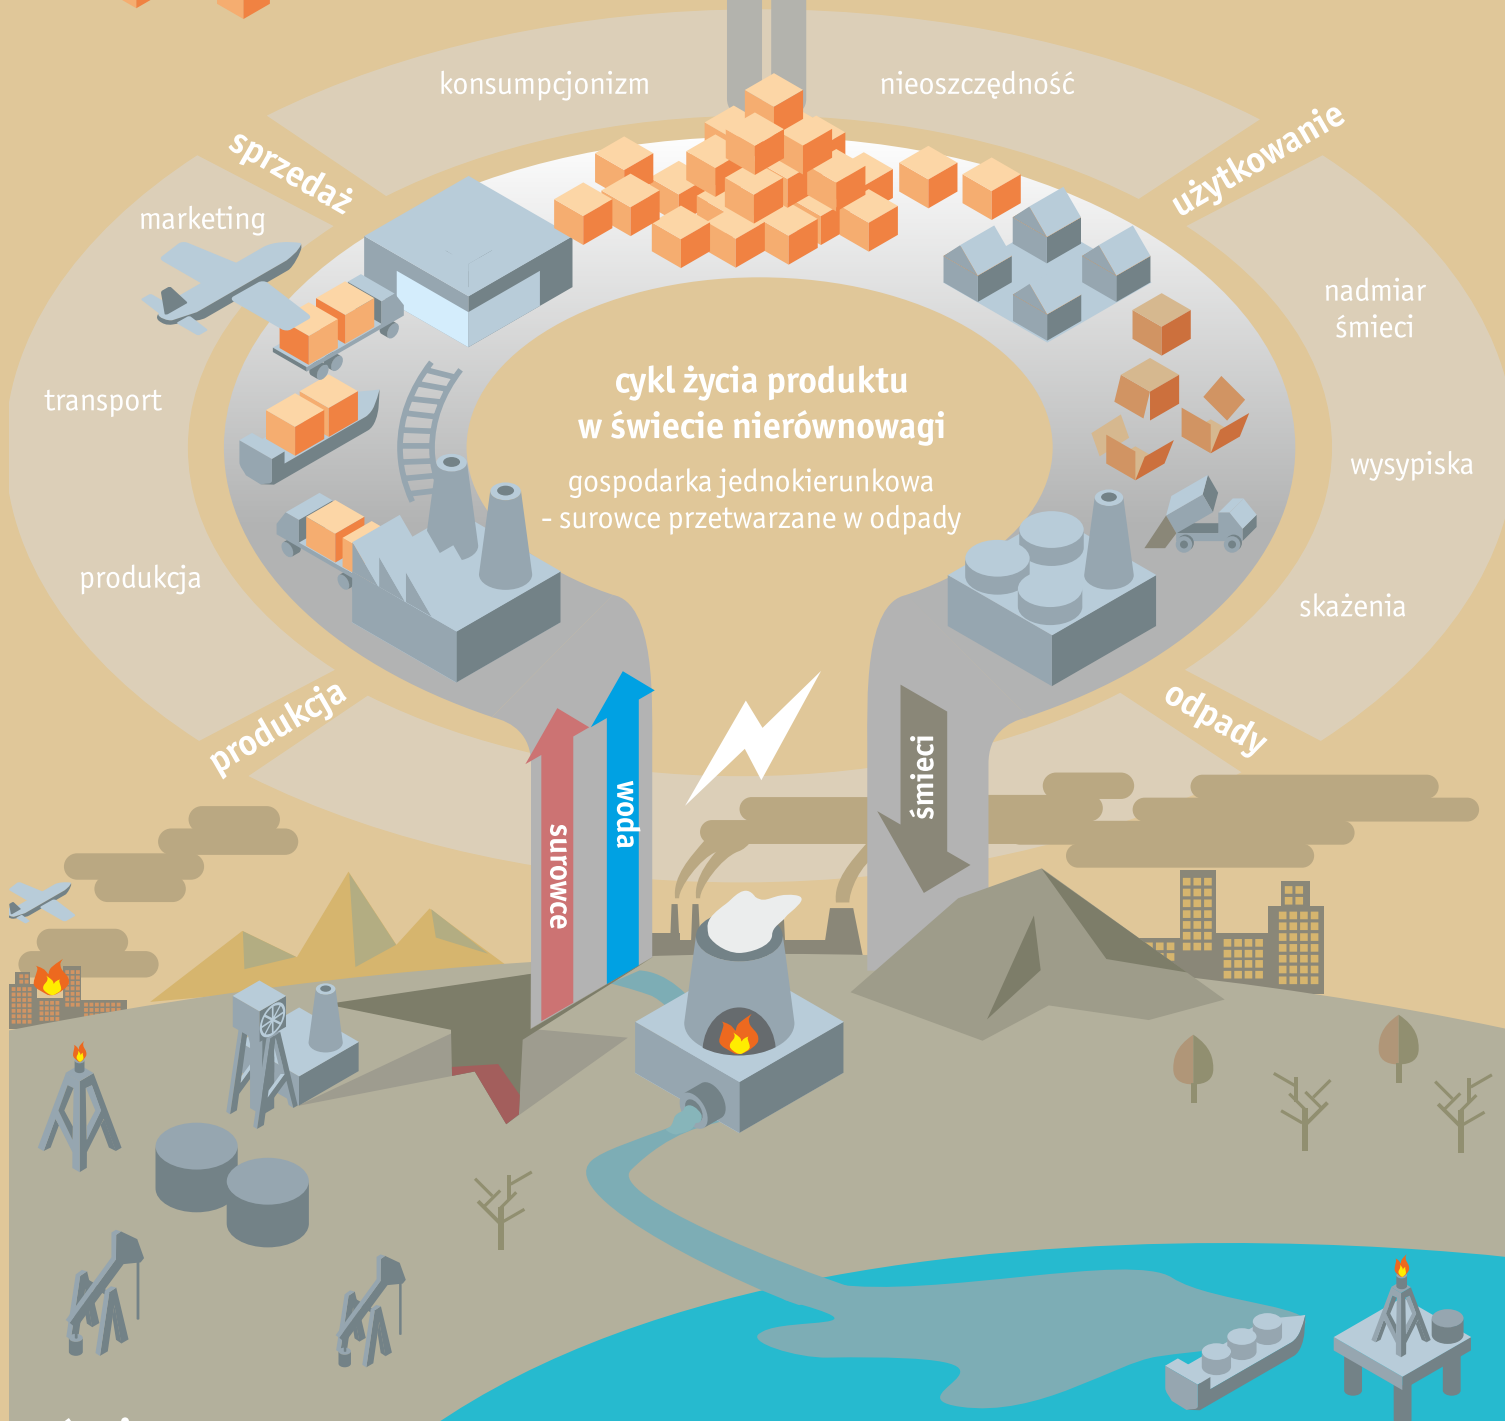 konsumpcjonizm
nieoszczędność
sprzedaż
użytkowanie
marketing
nadmiar
śmieci
transport
wysypiska
cykl życia produktu
w świecie nierównowagi
gospodarka jednokierunkowa
- surowce przetwarzane w odpady
produkcja
skażenia
produkcja
odpady
surowce
woda
śmieci